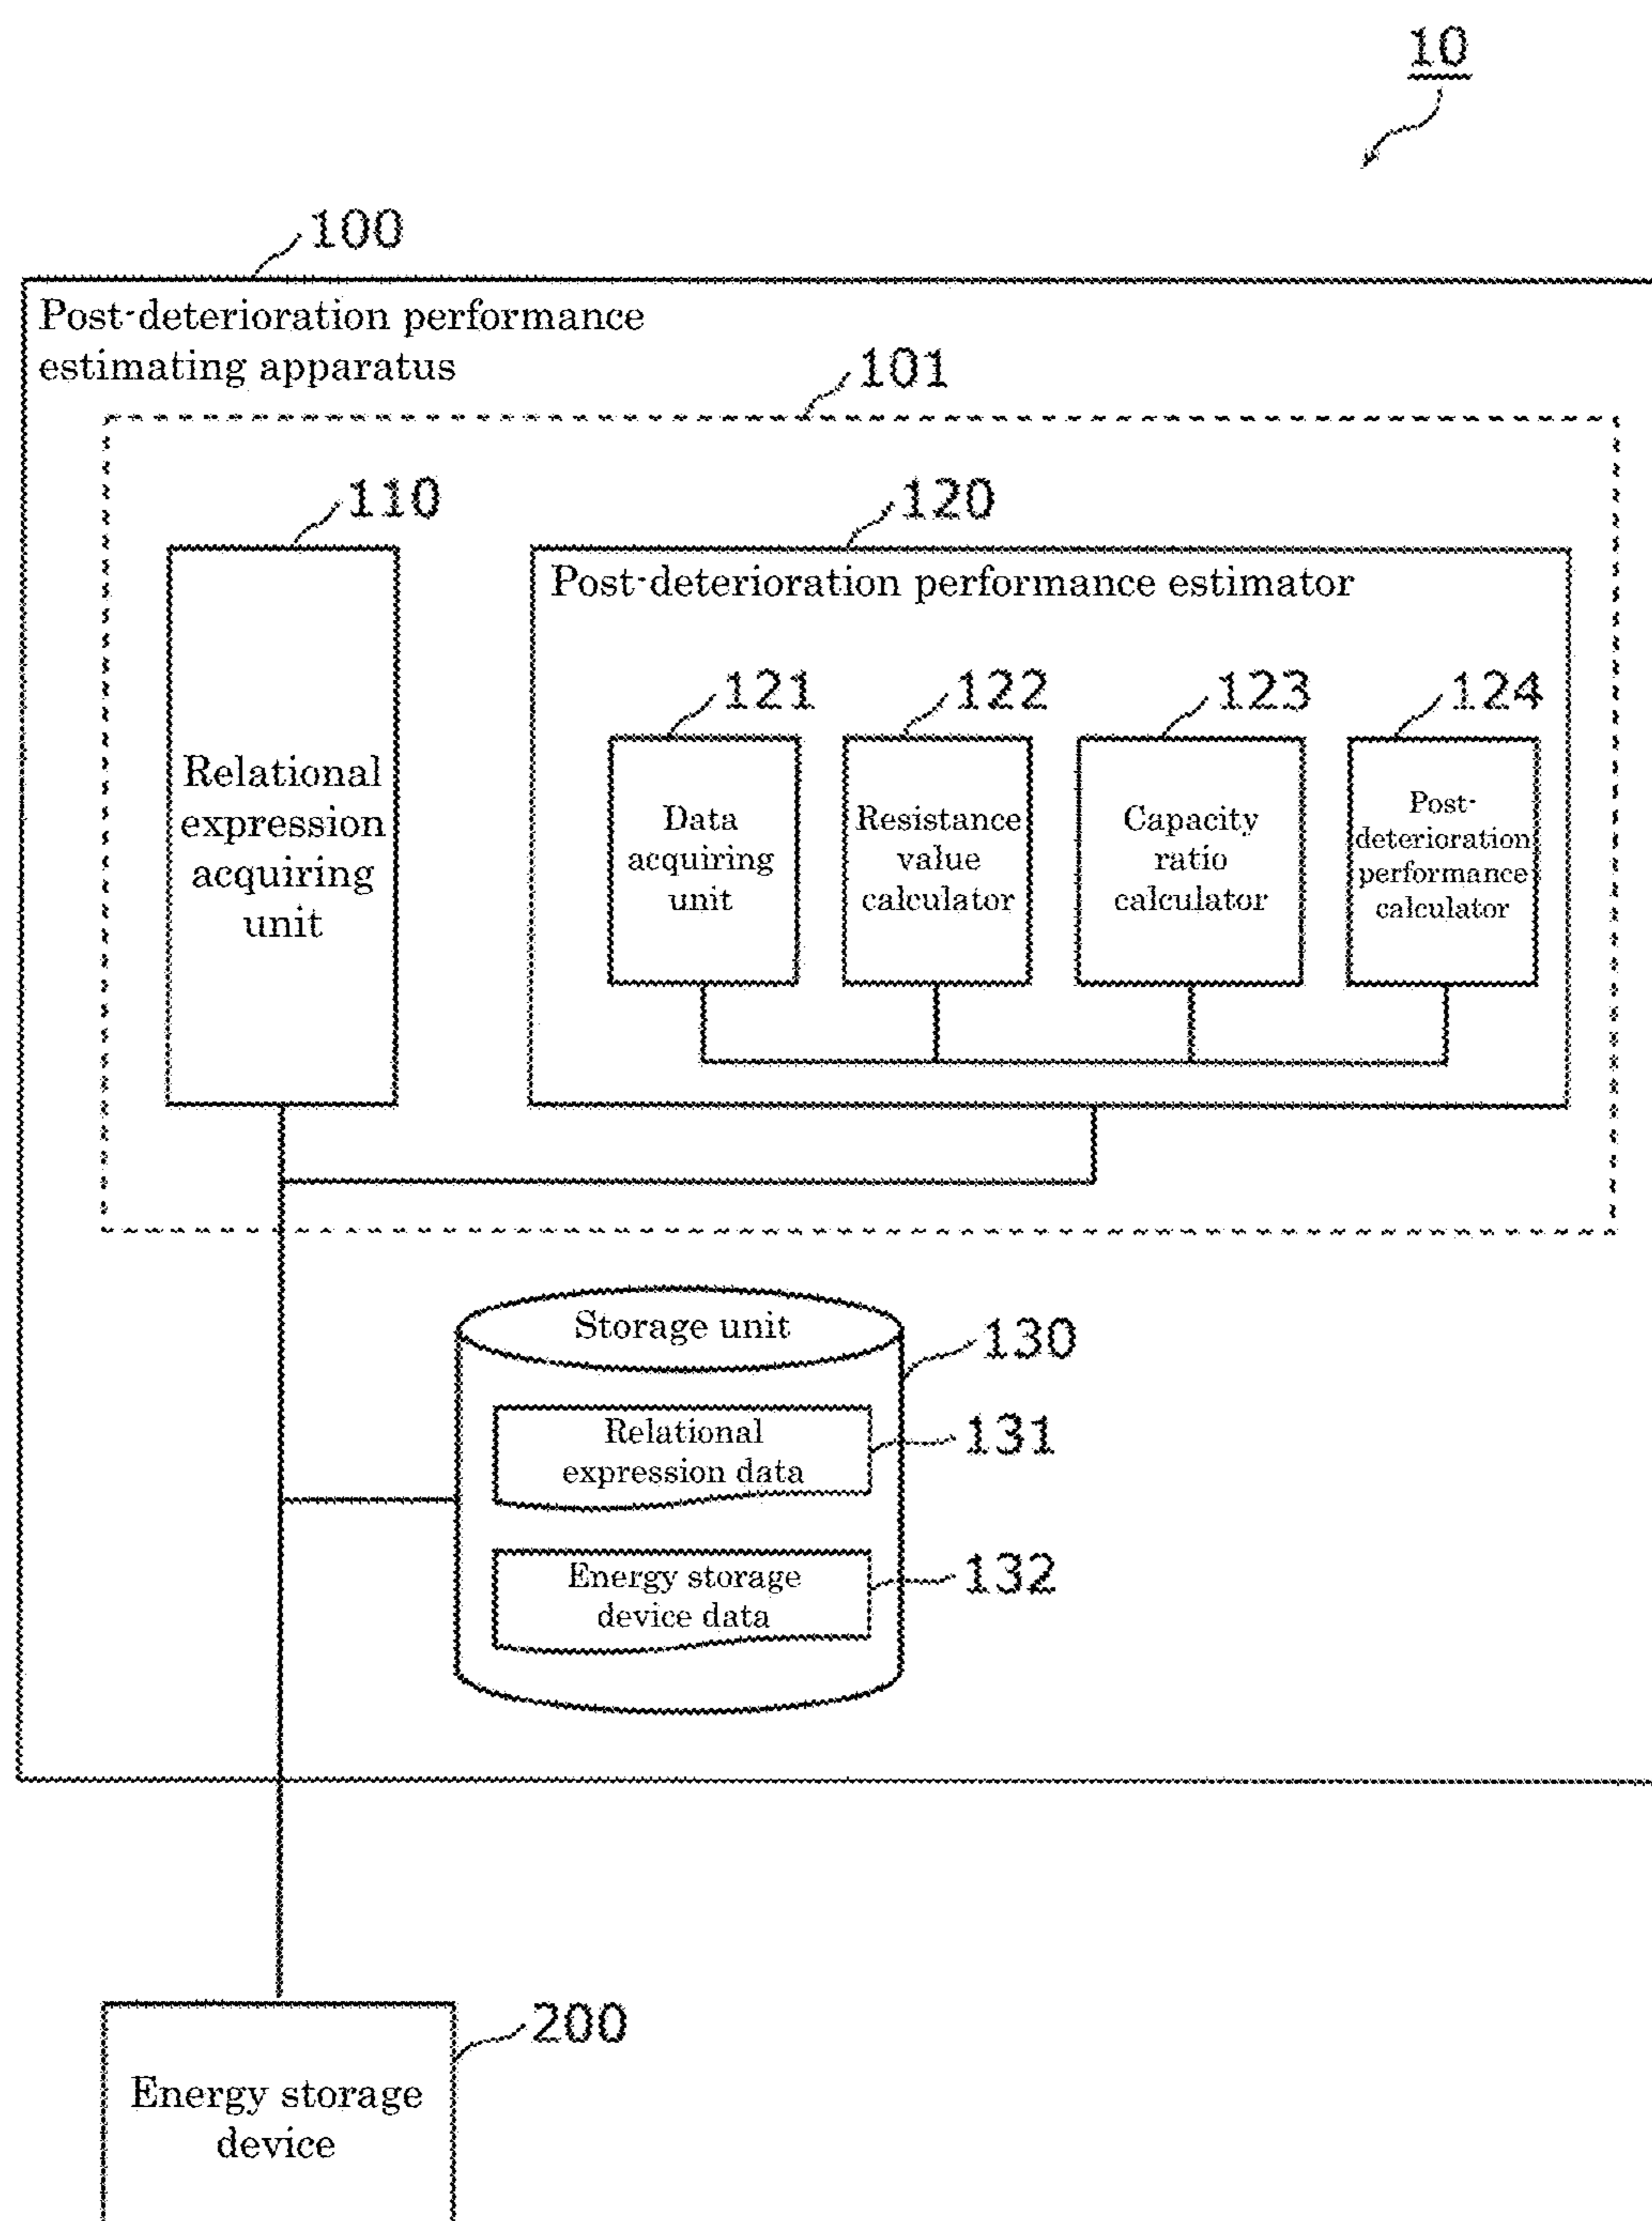 10
100
Post-deterioration performance
estimating apparatus
101
110
120
Relational
expression
acquiring
unit
Post-deterioration performance estimator
121
122
123
124
Data
acquiring
unit
Resistance
value
calculator
Capacity
ratio
calculator
Post-
deterioration
performance
calculator
Storage unit
130
Relational
expression data
131
Energy storage
device data
132
200
Energy storage
device